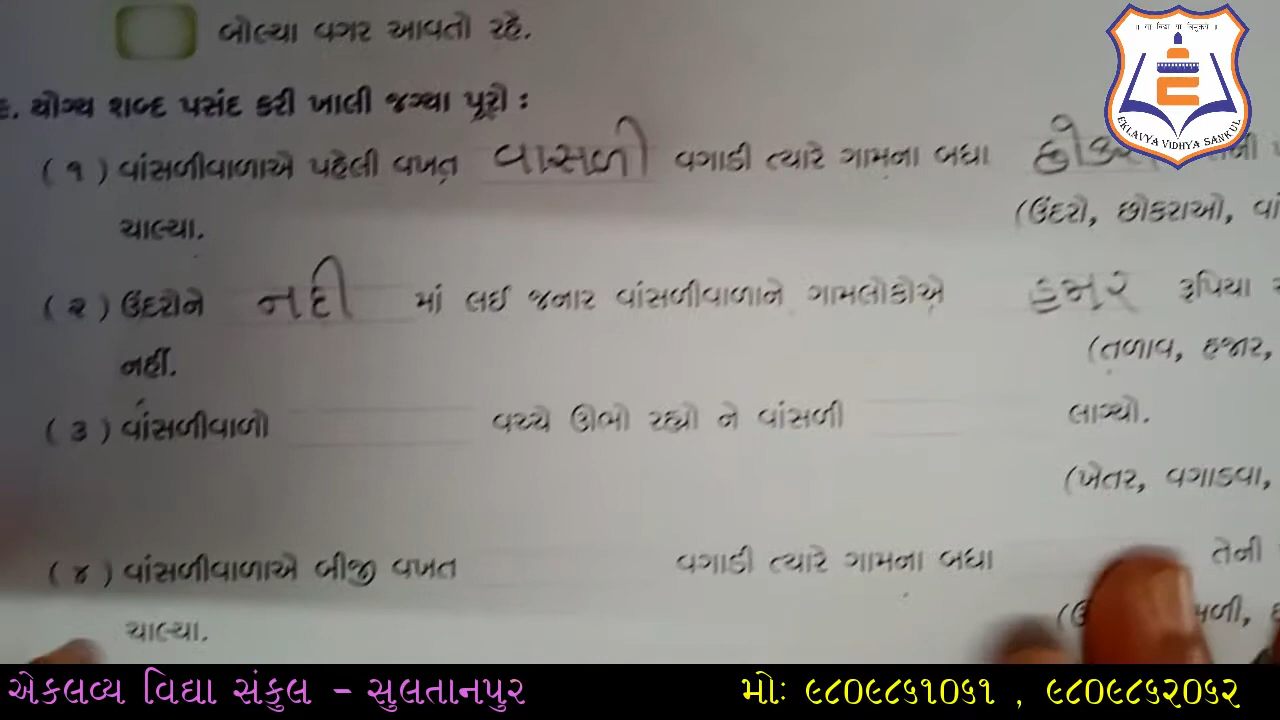 બોલ્યા વગર આવતો રહે.
૬. યોગ્ય શબ્દ પસંદ કરી ખાલી જગ્યા પૂરો :
( ૧ ) વાંસળીવાળાએ પહેલી વખત વાસળી વગાડી ત્યારે ગામના બધા
ચાલ્યા.
(ઉંદરો, છોકરાઓ,
( ૨ ) ઉંદરોને નદી માં લઈ જનાર વાંસળીવાળાને ગામલોકોએ હજાર રૂપિયા
નહીં.
(તળાવ, હજાર,
( ૩ ) વાંસળીવાળો વચ્ચે ઊભો રહ્યો ને વાંસળી લાગ્યો.
(ખેતર, વગાડવા,
( ૪ ) વાંસળીવાળાએ બીજી વખત વગાડી ત્યારે ગામના બધા તેની
ચાલ્યા.
EKLAVYA VIDHYA SANKUL
એકલવ્ય વિદ્યા સંકુલ - સુલતાનપુર
મોઃ ૯૮૦૯૮૬૧૦૬૧ , ૯૮૦૯૮૬૨૦૬૨